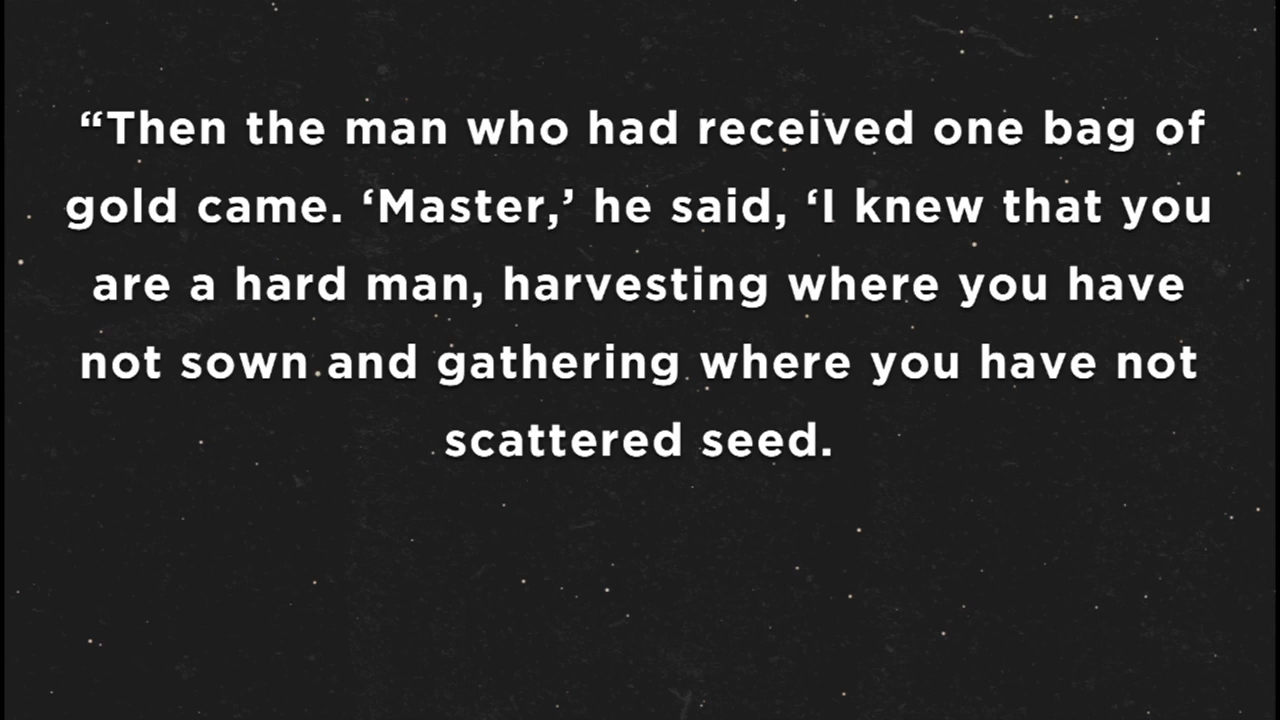 “Then the man who had received one bag of
gold came. ‘Master,’ he said, ‘I knew that you
are a hard man, harvesting where you have
not sown and gathering where you have not
scattered seed.